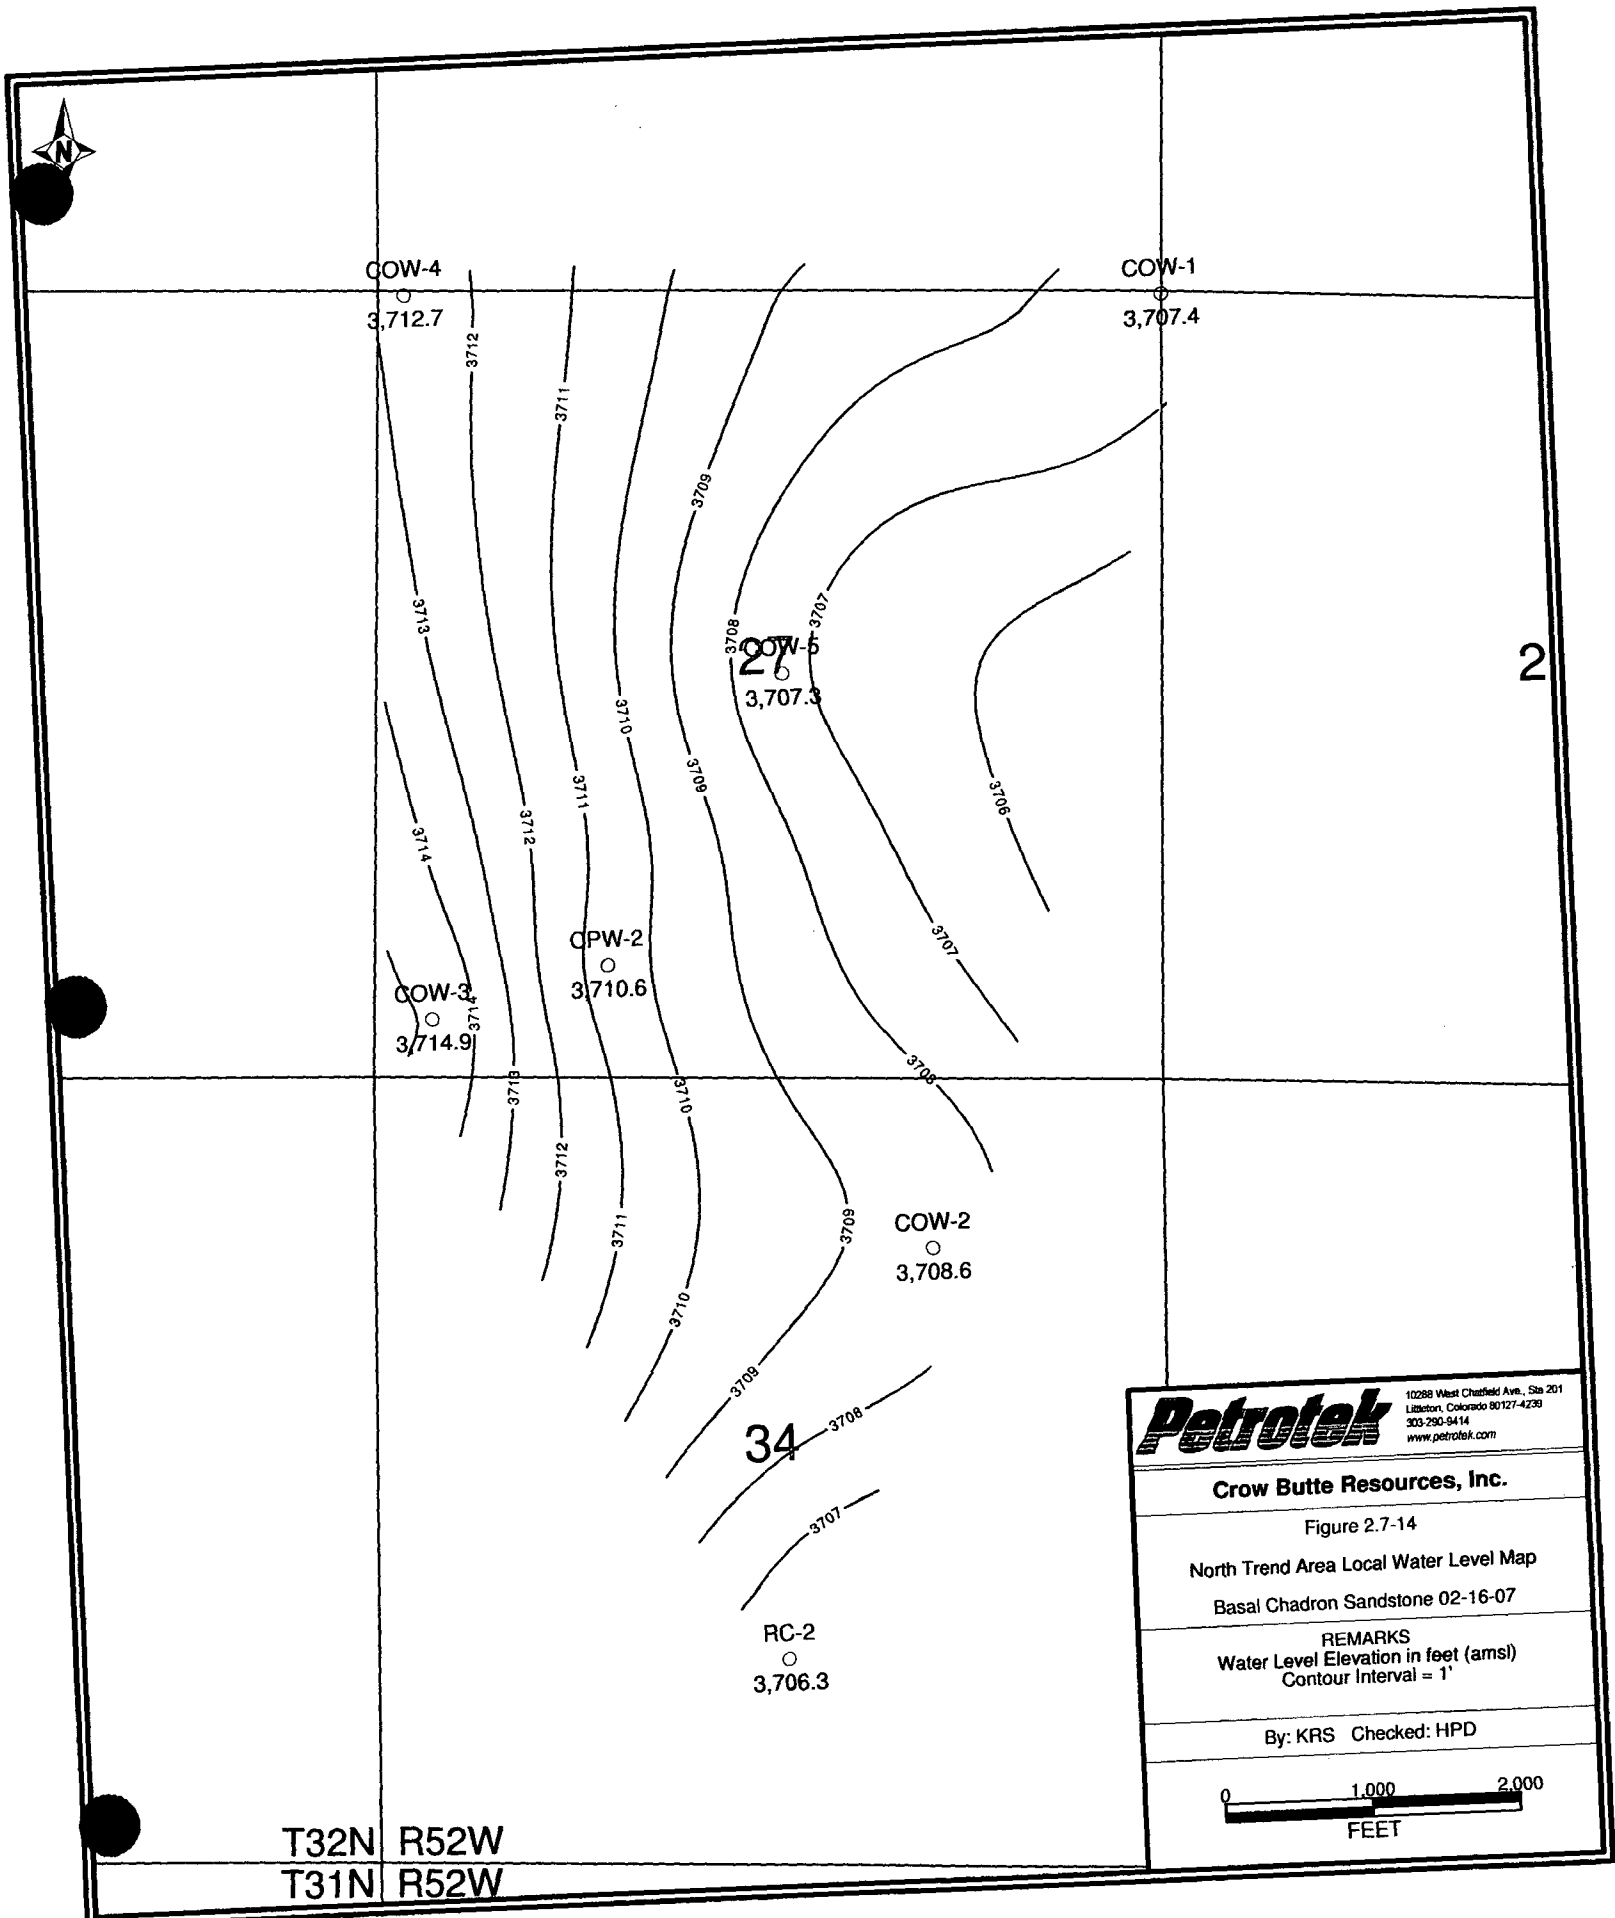 N
COW-4
3,712.7
COW-1
3,707.4
3712
3711
3709
3713
3708
3707
27
COW-5
3,707.3
2
3710
3709
3711
3706
3712
3714
CPW-2
3,710.6
3707
COW-3
3,714.9
3714
3708
3713
3710
3712
3711
3709
COW-2
3,708.6
3710
3709
3708
34
3707
RC-2
3,706.3
T32N R52W
T31N R52W
Petrotek
10288 West Chatfield Ave., Ste 201
Littleton, Colorado 80127-4239
303-290-9414
www.petrotek.com
Crow Butte Resources, Inc.
Figure 2.7-14
North Trend Area Local Water Level Map
Basal Chadron Sandstone 02-16-07
REMARKS
Water Level Elevation in feet (amsl)
Contour Interval = 1'
By: KRS Checked: HPD
0 1,000 2,000
FEET